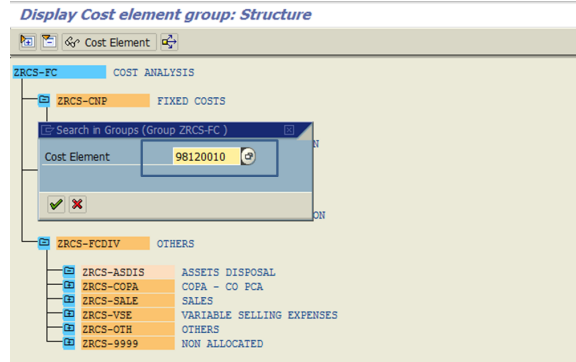 Display Cost element group: Structure
Cost Element
ZRCS-FC COST ANALYSIS
ZRCS-CNP FIXED COSTS
Search in Groups (Group ZRCS-FC )
N
Cost Element 98120010
ON
ZRCS-FCDIV OTHERS
ZRCS-ASDIS ASSETS DISPOSAL
ZRCS-COPA COPA - CO PCA
ZRCS-SALE SALES
ZRCS-VSE VARIABLE SELLING EXPENSES
ZRCS-OTH OTHERS
ZRCS-9999 NON ALLOCATED